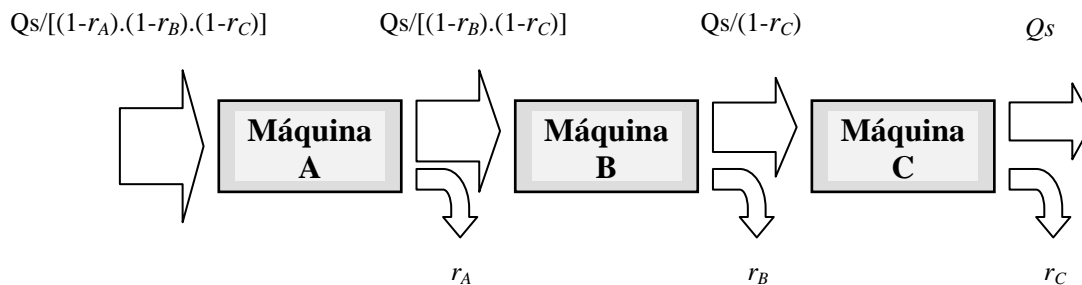 Qs/[(1-rA).(1-rB).(1-rC)] Qs/[(1-rB).(1-rC)] Qs/(1-rC) Qs
Máquina Máquina Máquina
A B C
rA rB rC